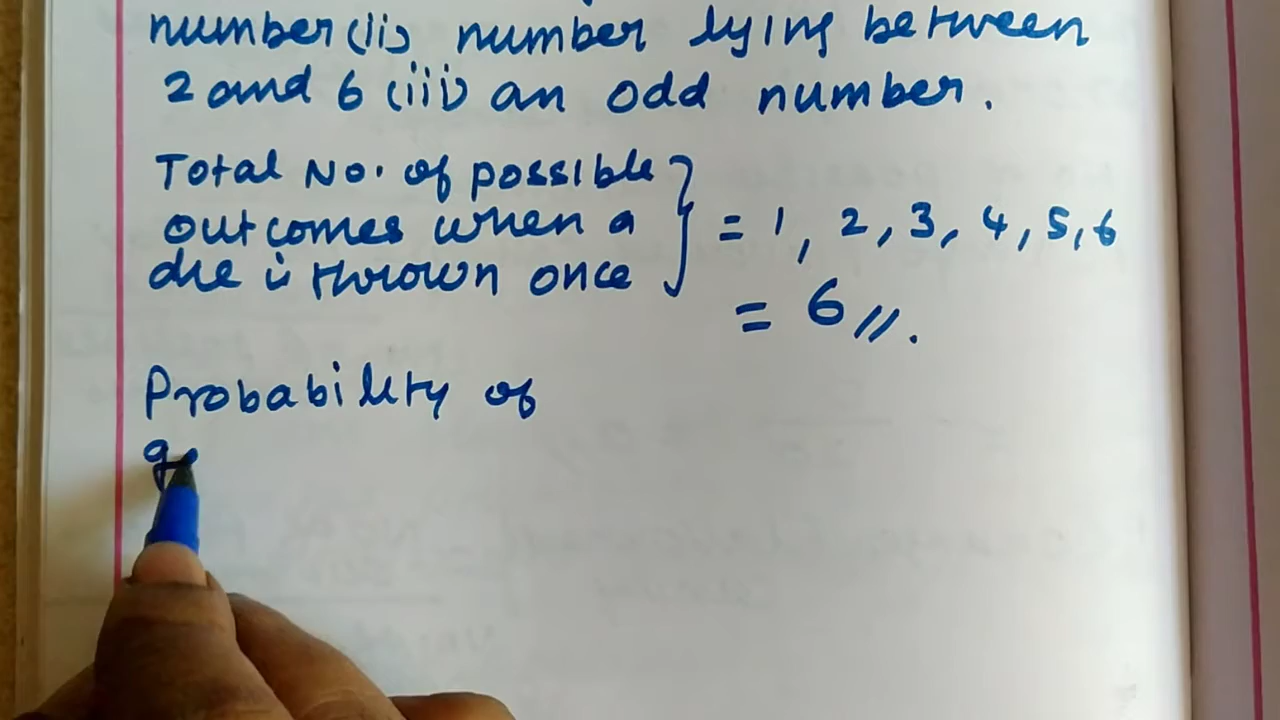 number (ii) number lying between
2 and 6 (iii) an odd number.
Total No. of possible
outcomes when a
die is thrown once
} = 1, 2, 3, 4, 5, 6
= 6 //.
Probability of